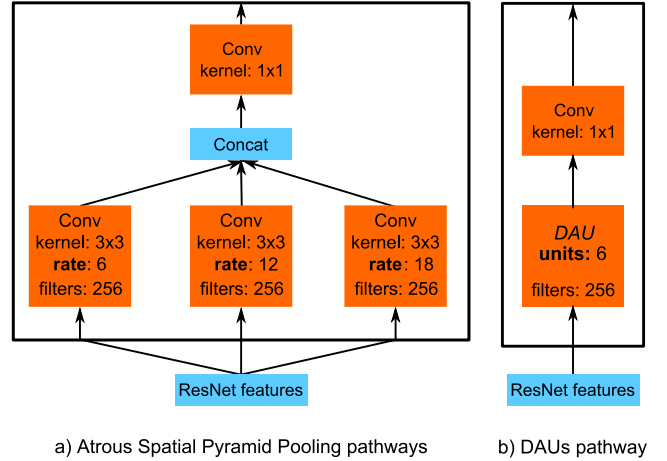 Conv
kernel: 1x1
Concat
Conv
kernel: 3x3
rate: 6
filters: 256
Conv
kernel: 3x3
rate: 12
filters: 256
Conv
kernel: 3x3
rate: 18
filters: 256
ResNet features
a) Atrous Spatial Pyramid Pooling pathways
Conv
kernel: 1x1
DAU
units: 6
filters: 256
ResNet features
b) DAUs pathway